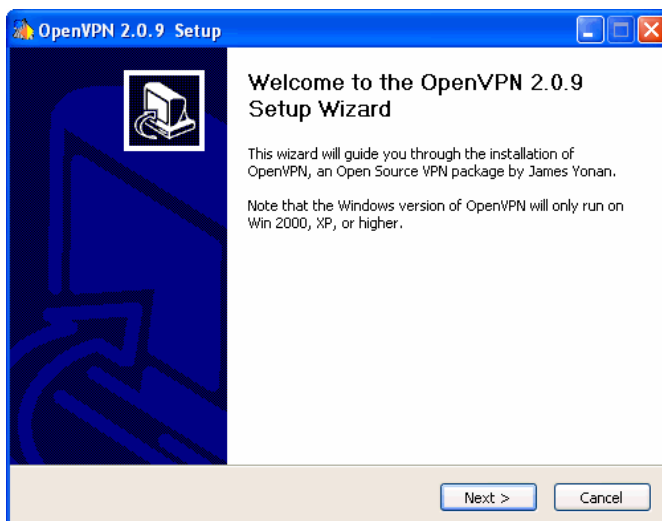 OpenVPN 2.0.9 Setup
Welcome to the OpenVPN 2.0.9
Setup Wizard
This wizard will guide you through the installation of
OpenVPN, an Open Source VPN package by James Yonan.
Note that the Windows version of OpenVPN will only run on
Win 2000, XP, or higher.
Next >
Cancel